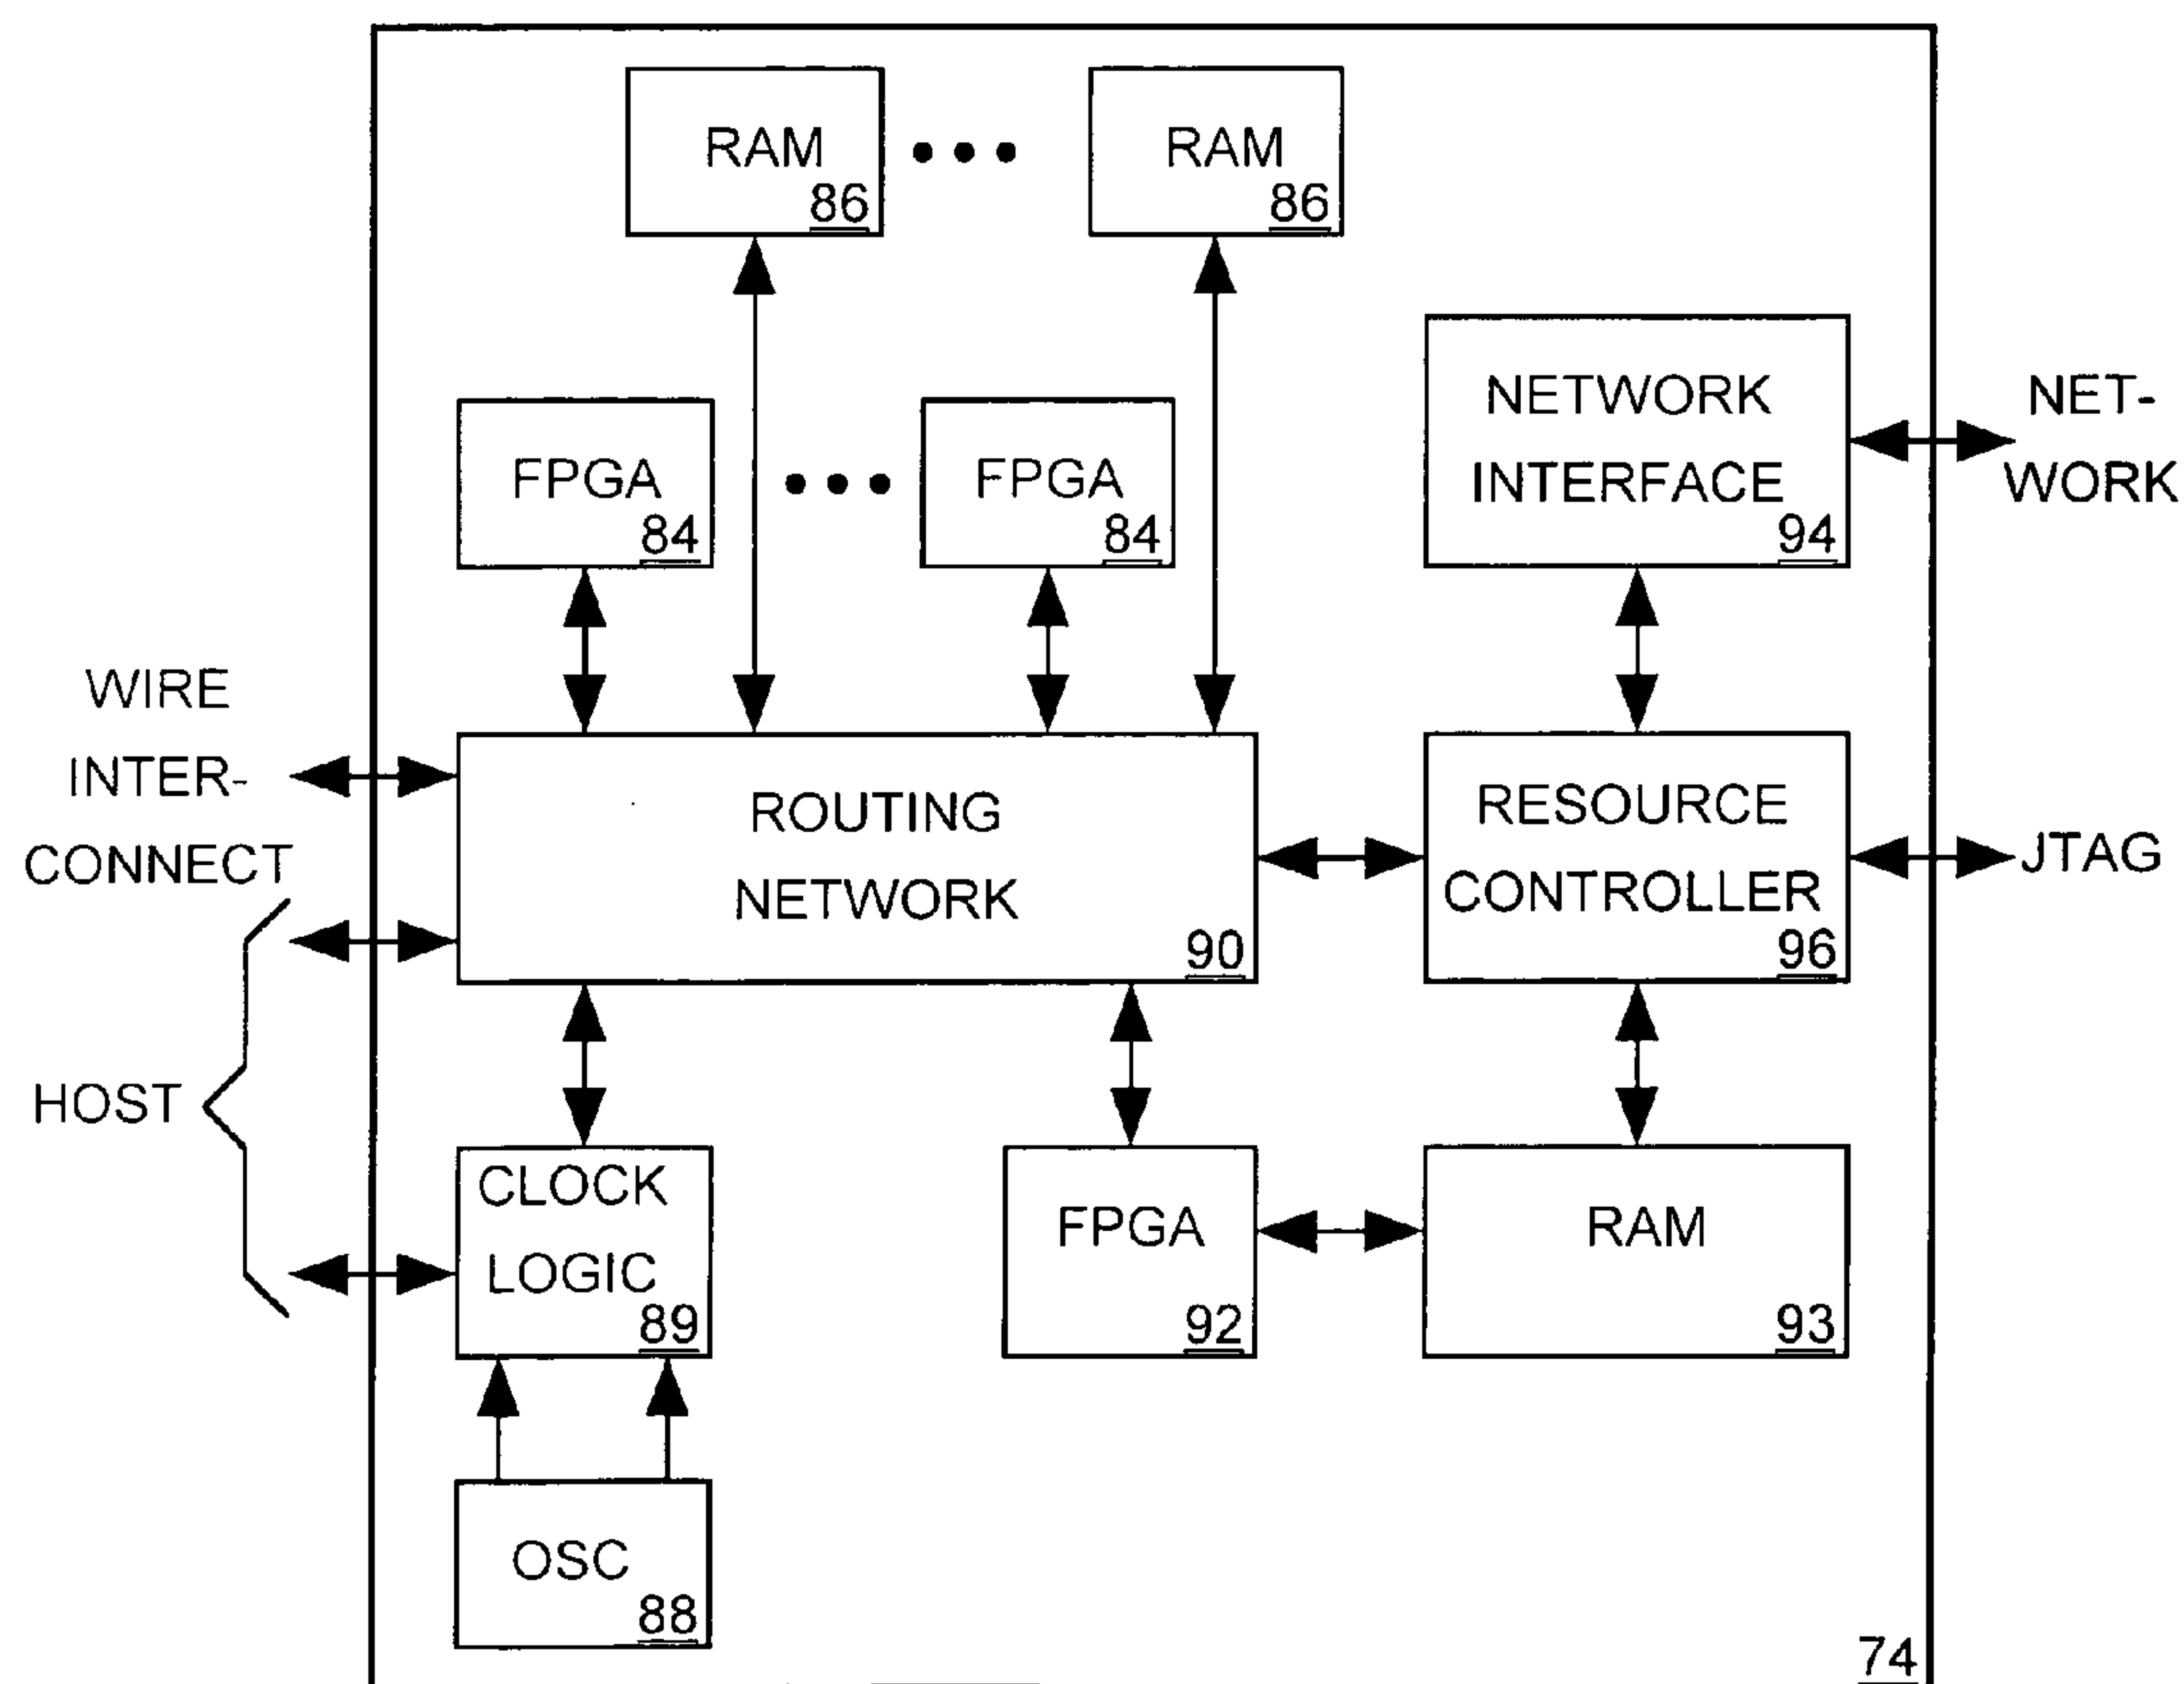 RAM
86
RAM
86
FPGA
84
FPGA
84
NETWORK
INTERFACE
94
NET-
WORK
WIRE
INTER-
CONNECT
ROUTING
NETWORK
90
RESOURCE
CONTROLLER
96
JTAG
HOST
CLOCK
LOGIC
89
FPGA
92
RAM
93
OSC
88
74